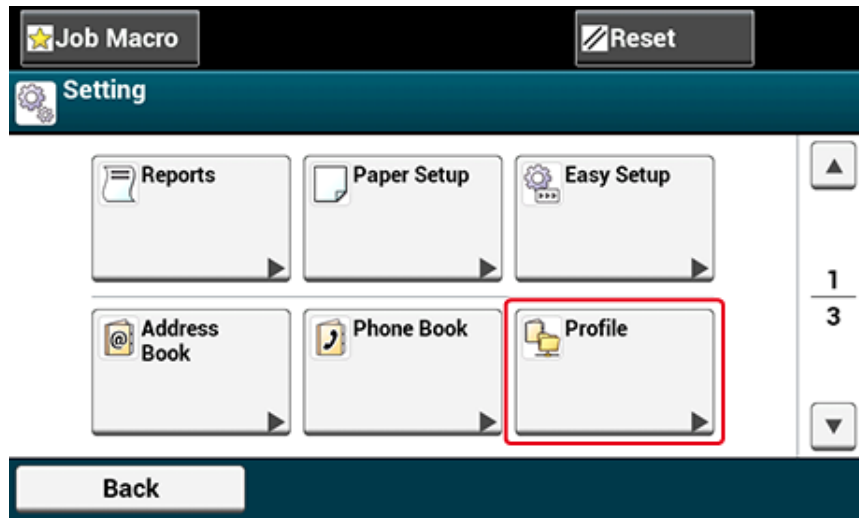 Job Macro
Reset
Setting
Reports
Paper Setup
Easy Setup
Address
Book
Phone Book
Profile
1
3
Back